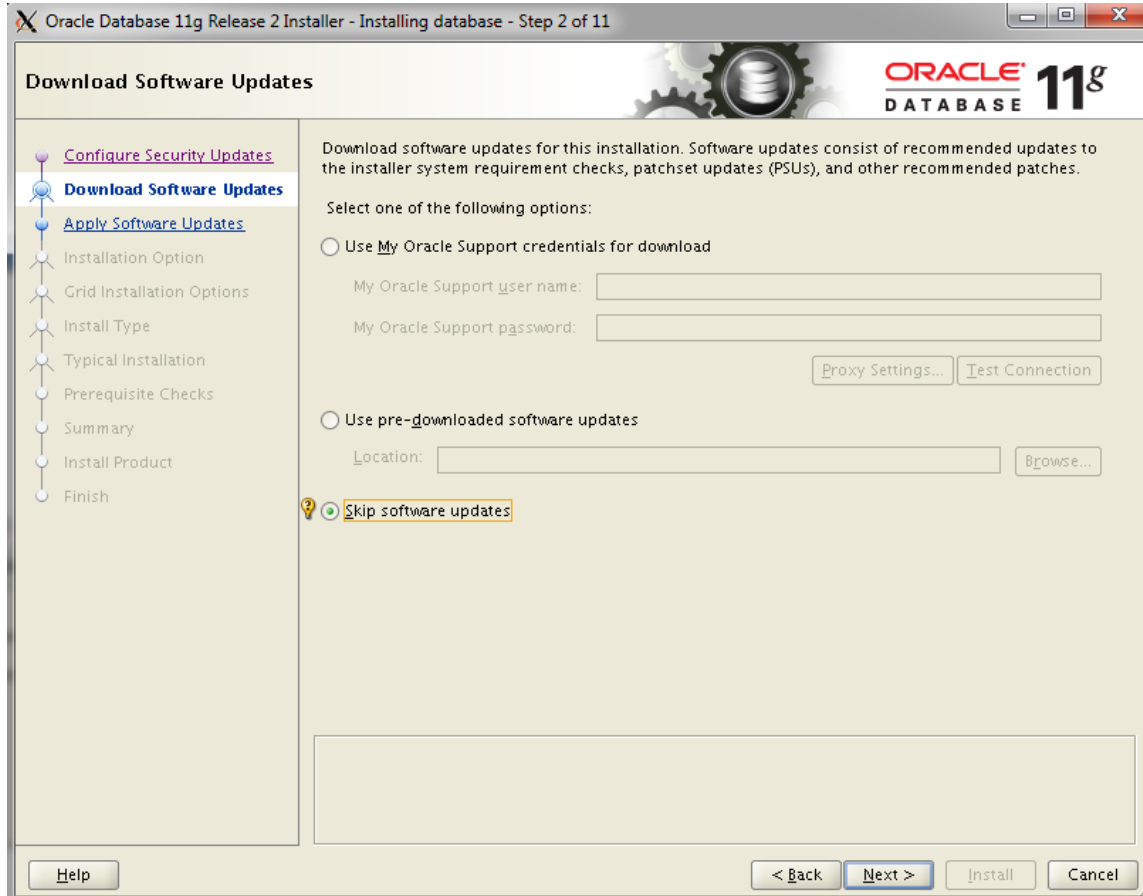 Oracle Database 11g Release 2 Installer - Installing database - Step 2 of 11
Download Software Updates
ORACLE
DATABASE 11g
Configure Security Updates
Download Software Updates
Apply Software Updates
Installation Option
Grid Installation Options
Install Type
Typical Installation
Prerequisite Checks
Summary
Install Product
Finish
Download software updates for this installation. Software updates consist of recommended updates to
the installer system requirement checks, patchset updates (PSUs), and other recommended patches.
Select one of the following options:
Use My Oracle Support credentials for download
My Oracle Support user name:
My Oracle Support password:
Proxy Settings... Test Connection
Use pre-downloaded software updates
Location: Browse...
Skip software updates
Help < Back Next > Install Cancel